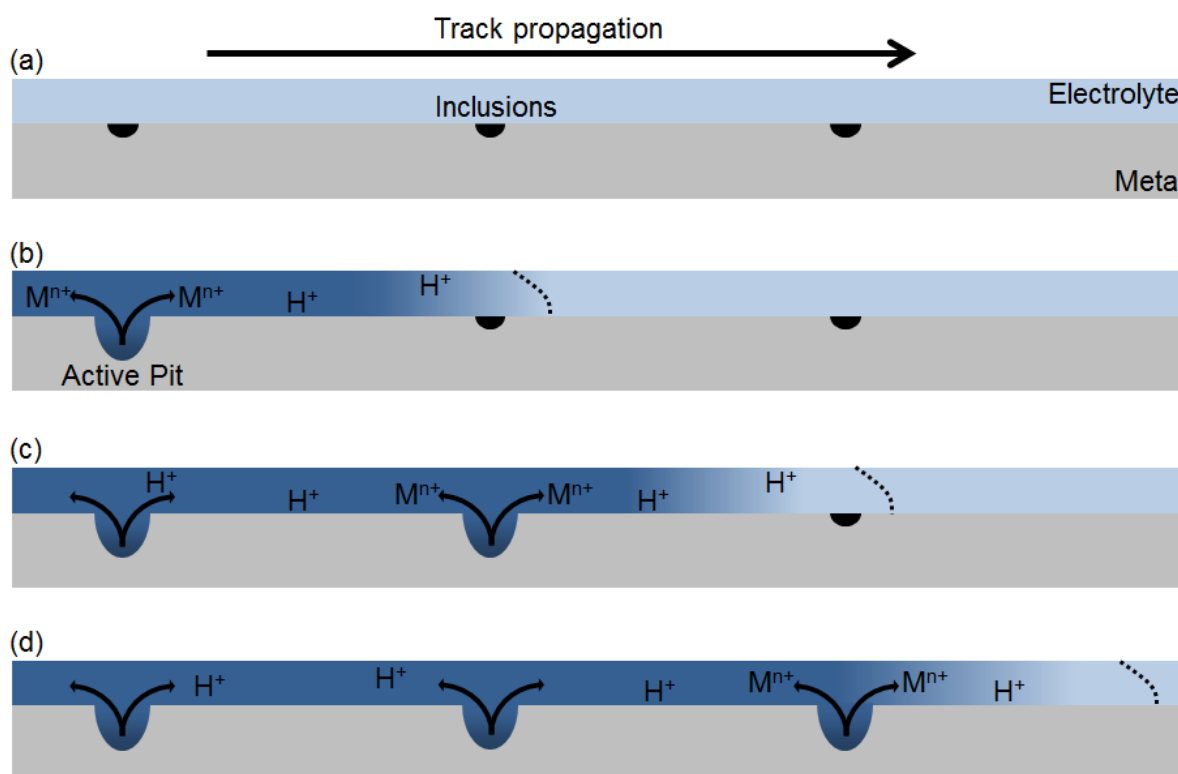 Track propagation
(a)
Electrolyte
Inclusions
Meta
(b)
Mⁿ⁺ Mⁿ⁺ H⁺ H⁺
Active Pit
(c)
H⁺ H⁺ Mⁿ⁺ Mⁿ⁺ H⁺ H⁺
(d)
H⁺ H⁺ H⁺ Mⁿ⁺ Mⁿ⁺ H⁺